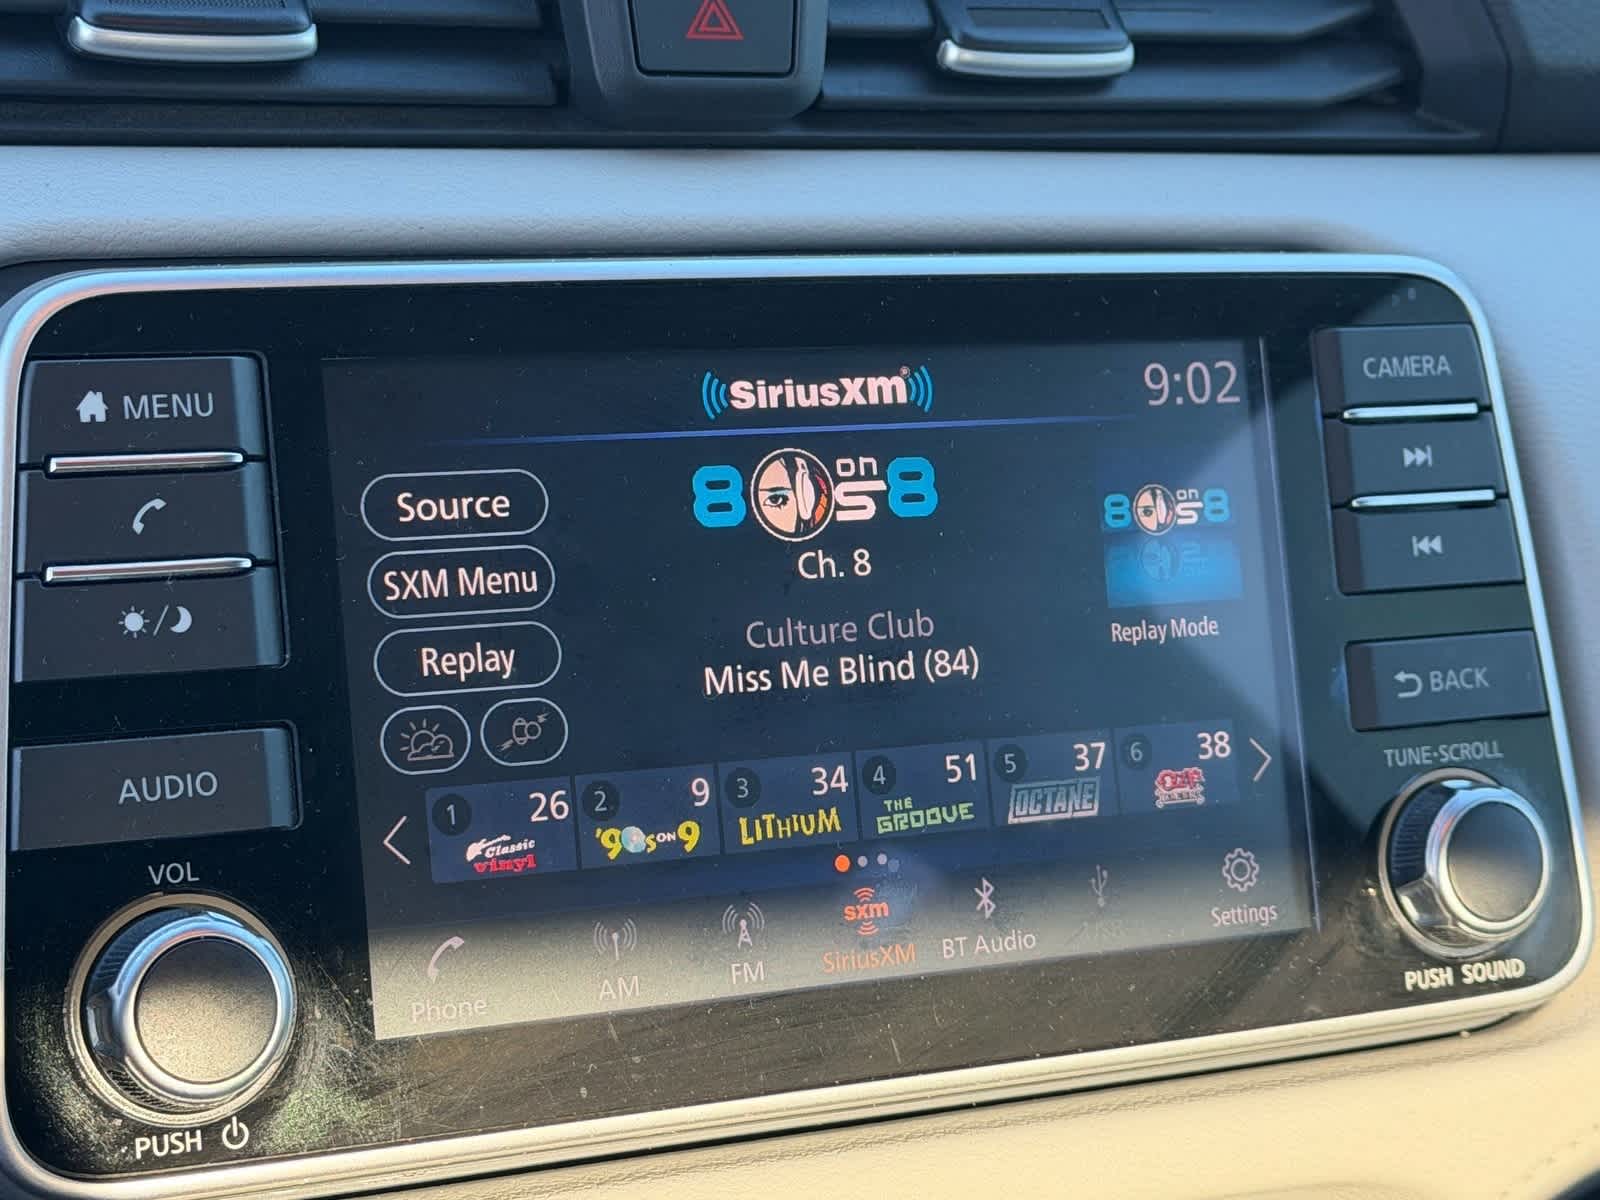 SiriusXM
9:02
MENU
CAMERA
8 on 8
8 on 8
Source
Ch. 8
SXM Menu
Culture Club
Replay Mode
Replay
Miss Me Blind (84)
BACK
TUNE·SCROLL
AUDIO
1 26 Classic vinyl
2 9 '90s ON 9
3 34 LITHIUM
4 51 THE GROOVE
5 37 OCTANE
6 38
VOL
sxm
Phone
AM
FM
SiriusXM
BT Audio
USB
Settings
PUSH SOUND
PUSH